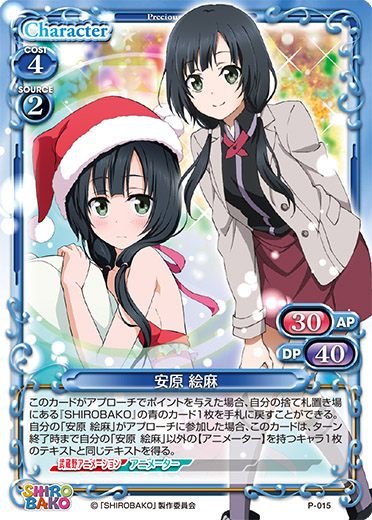 Precious
Character
COST
4
SOURCE
2
30 AP
DP 40
安原 絵麻
このカードがアプローチでポイントを与えた場合、自分の捨て札置き場
にある『SHIROBAKO』の青のカード1枚を手札に戻すことができる。
自分の「安原 絵麻」がアプローチに参加した場合、このカードは、ターン
終了時まで自分の「安原 絵麻」以外の【アニメーター】を持つキャラ1枚
のテキストと同じテキストを得る。
武蔵野アニメーション アニメーター
SHIRO
BAKO
©「SHIROBAKO」製作委員会
P-015